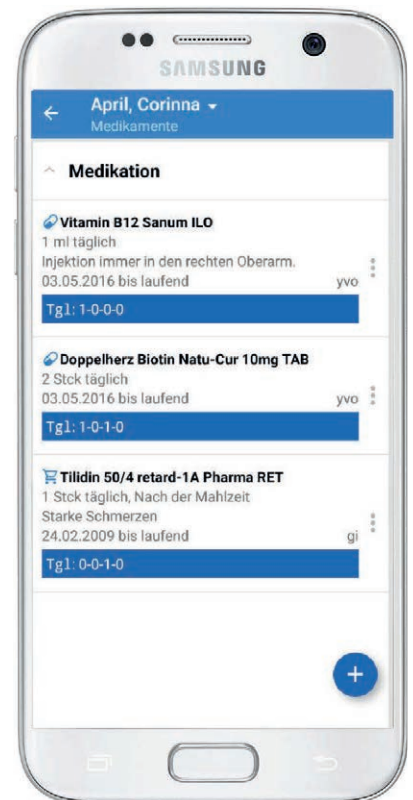 SAMSUNG
April, Corinna
Medikamente
Medikation
Vitamin B12 Sanum ILO
1 ml täglich
Injektion immer in den rechten Oberarm.
03.05.2016 bis laufend yvo
Tgl: 1-0-0-0
Doppelherz Biotin Natu-Cur 10mg TAB
2 Stck täglich
03.05.2016 bis laufend yvo
Tgl: 1-0-1-0
Tilidin 50/4 retard-1A Pharma RET
1 Stck täglich, Nach der Mahlzeit
Starke Schmerzen
24.02.2009 bis laufend gi
Tgl: 0-0-1-0